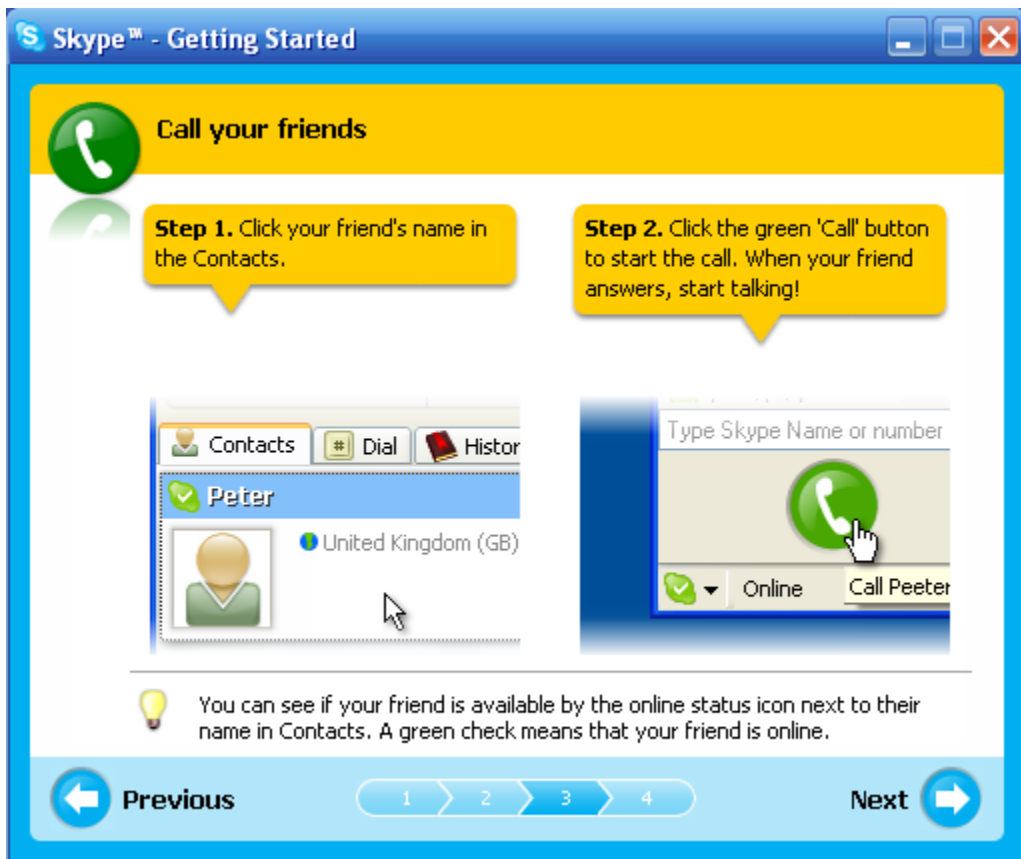 Skype™ - Getting Started
Call your friends
Step 1. Click your friend's name in
the Contacts.
Step 2. Click the green 'Call' button
to start the call. When your friend
answers, start talking!
Contacts
# Dial
Histor
Peter
United Kingdom (GB)
Type Skype Name or number
Online
Call Peeter
You can see if your friend is available by the online status icon next to their
name in Contacts. A green check means that your friend is online.
Previous
1 2 3 4
Next